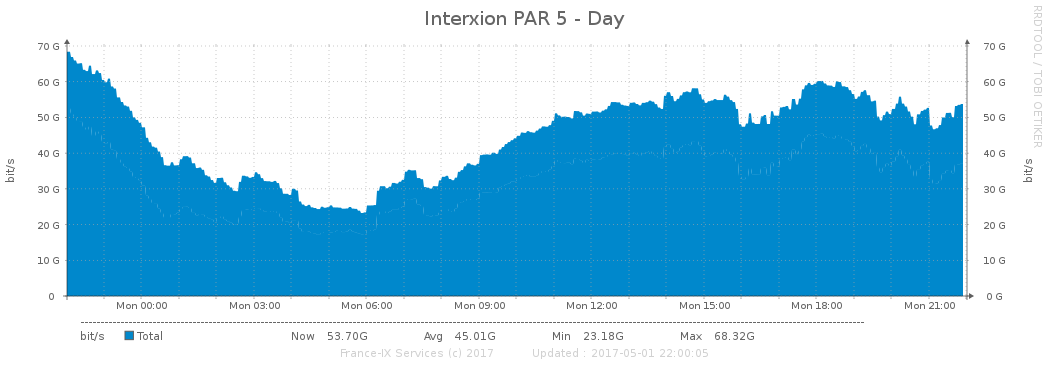 Interxion PAR 5 - Day
RRDTOOL / TOBI OETIKER
70 G 70 G
60 G 60 G
50 G 50 G
40 G 40 G
30 G 30 G
20 G 20 G
10 G 10 G
0 0 G
bit/s
bit/s
Mon 00:00 Mon 03:00 Mon 06:00 Mon 09:00 Mon 12:00 Mon 15:00 Mon 18:00 Mon 21:00
bit/s Total Now 53.70G Avg 45.01G Min 23.18G Max 68.32G
France-IX Services (c) 2017 Updated : 2017-05-01 22:00:05